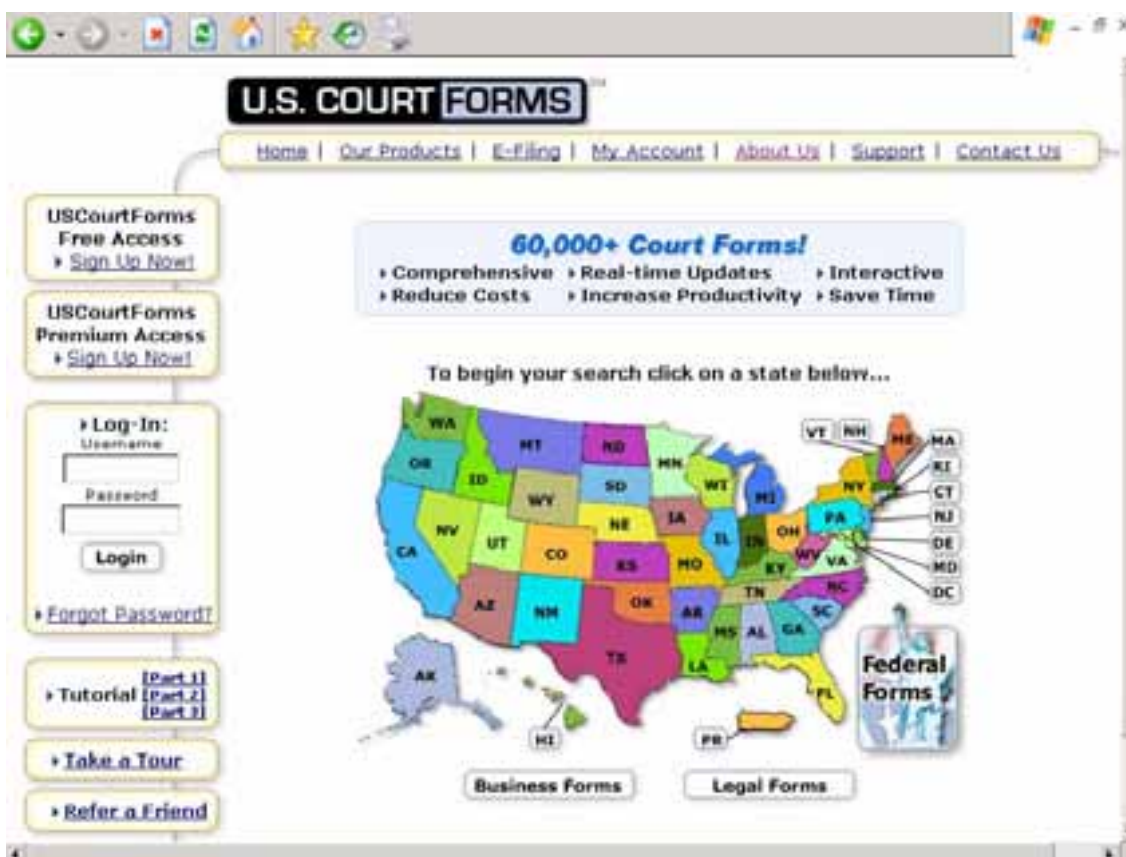 U.S. COURT FORMS
Home | Our Products | E-Filing | My Account | About Us | Support | Contact Us
USCourtForms
Free Access
Sign Up Now!
USCourtForms
Premium Access
Sign Up Now!
Log-In:
Username
Password
Login
Forgot Password?
Tutorial [Part 1]
[Part 2]
[Part 3]
Take a Tour
Refer a Friend
60,000+ Court Forms!
Comprehensive Real-time Updates Interactive
Reduce Costs Increase Productivity Save Time
To begin your search click on a state below...
WA MT ND MN VT NH ME MA
OR ID SD WI MI NY RI
WY CT
NV NE IA PA NJ
CA UT CO IL IN OH DE
KS MO WV VA MD
KY DC
AZ NM OK AR TN NC
SC
TX MS AL GA
LA
AK FL
HI PR
Federal
Forms
Business Forms Legal Forms